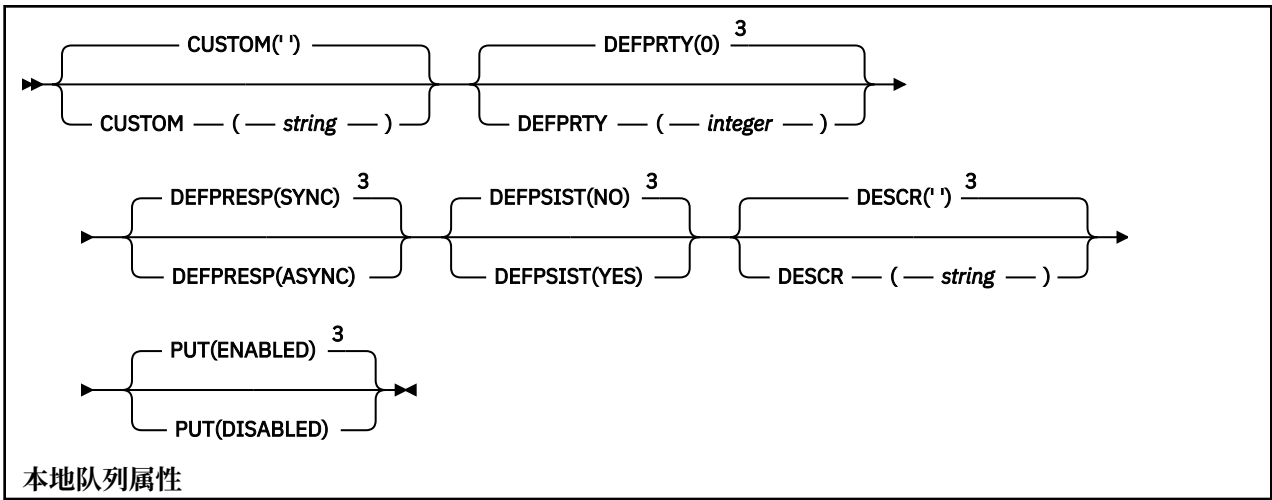 CUSTOM(' ') DEFPRTY(0) 3
CUSTOM ( string ) DEFPRTY ( integer )
DEFPRESP(SYNC) 3 DEFPSIST(NO) 3 DESCR(' ') 3
DEFPRESP(ASYNC) DEFPSIST(YES) DESCR ( string )
PUT(ENABLED) 3
PUT(DISABLED)
本地队列属性